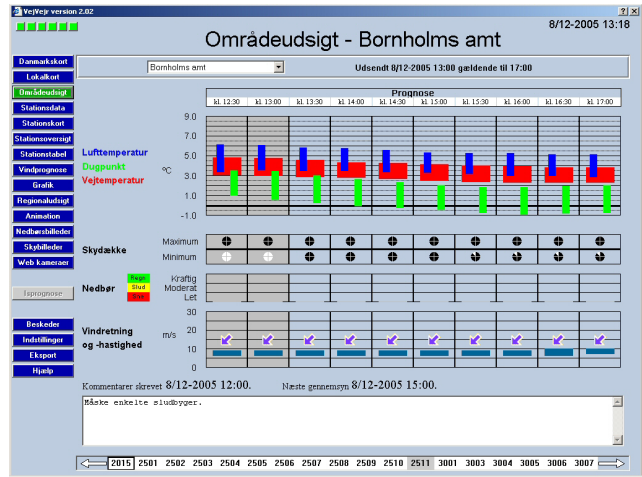 VejVejr version 2.02
8/12-2005 13:18
Områdeudsigt - Bornholms amt
Danmarkskort
Lokalkort
Områdeudsigt
Stationsdata
Stationskort
Stationsoversigt
Stationstabel
Vindprognose
Grafik
Regionaludsigt
Animation
Nedbørsbilleder
Skybilleder
Web kameraer
Isprognose
Beskeder
Indstillinger
Eksport
Hjælp
Bornholms amt
Udsendt 8/12-2005 13:00 gældende til 17:00
Prognose
kl. 12:30 kl. 13:00 kl. 13:30 kl. 14:00 kl. 14:30 kl. 15:00 kl. 15:30 kl. 16:00 kl. 16:30 kl. 17:00
Lufttemperatur
Dugpunkt
Vejtemperatur
°C
9.0
7.0
5.0
3.0
1.0
-1.0
Skydække
Maximum
Minimum
Nedbør
Regn
Slud
Kraftig
Moderat
Let
Vindretning
og -hastighed
m/s
30
20
10
0
Kommentarer skrevet 8/12-2005 12:00. Næste gennemsyn 8/12-2005 15:00.
Måske enkelte sludbyger.
2015 2501 2502 2503 2504 2505 2506 2507 2508 2509 2510 2511 3001 3003 3004 3005 3006 3007